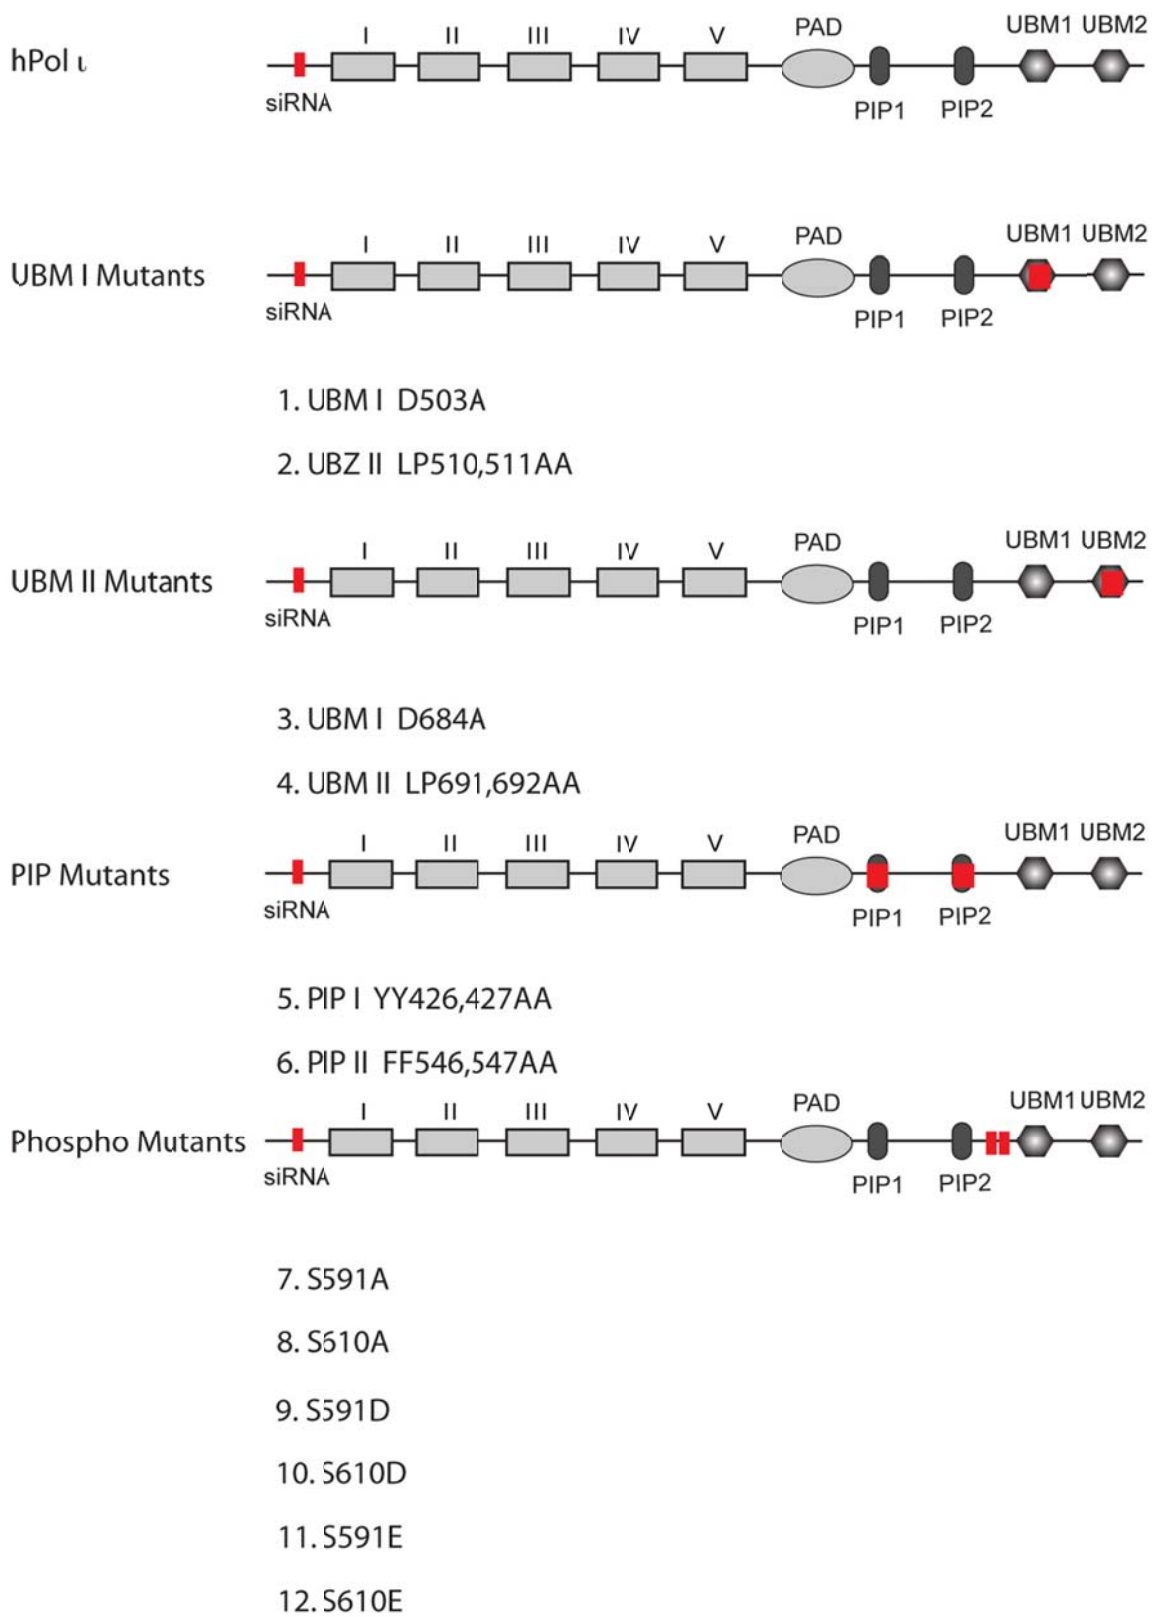 I II III IV V PAD UBM1 UBM2
hPol ι
siRNA PIP1 PIP2
I II III IV V PAD UBM1 UBM2
UBM I Mutants
siRNA PIP1 PIP2
1. UBM I D503A
2. UBZ II LP510,511AA
I II III IV V PAD UBM1 UBM2
UBM II Mutants
siRNA PIP1 PIP2
3. UBM I D684A
4. UBM II LP691,692AA
I II III IV V PAD UBM1 UBM2
PIP Mutants
siRNA PIP1 PIP2
5. PIP I YY426,427AA
6. PIP II FF546,547AA
I II III IV V PAD UBM1 UBM2
Phospho Mutants
siRNA PIP1 PIP2
7. S591A
8. S610A
9. S591D
10. S610D
11. S591E
12. S610E